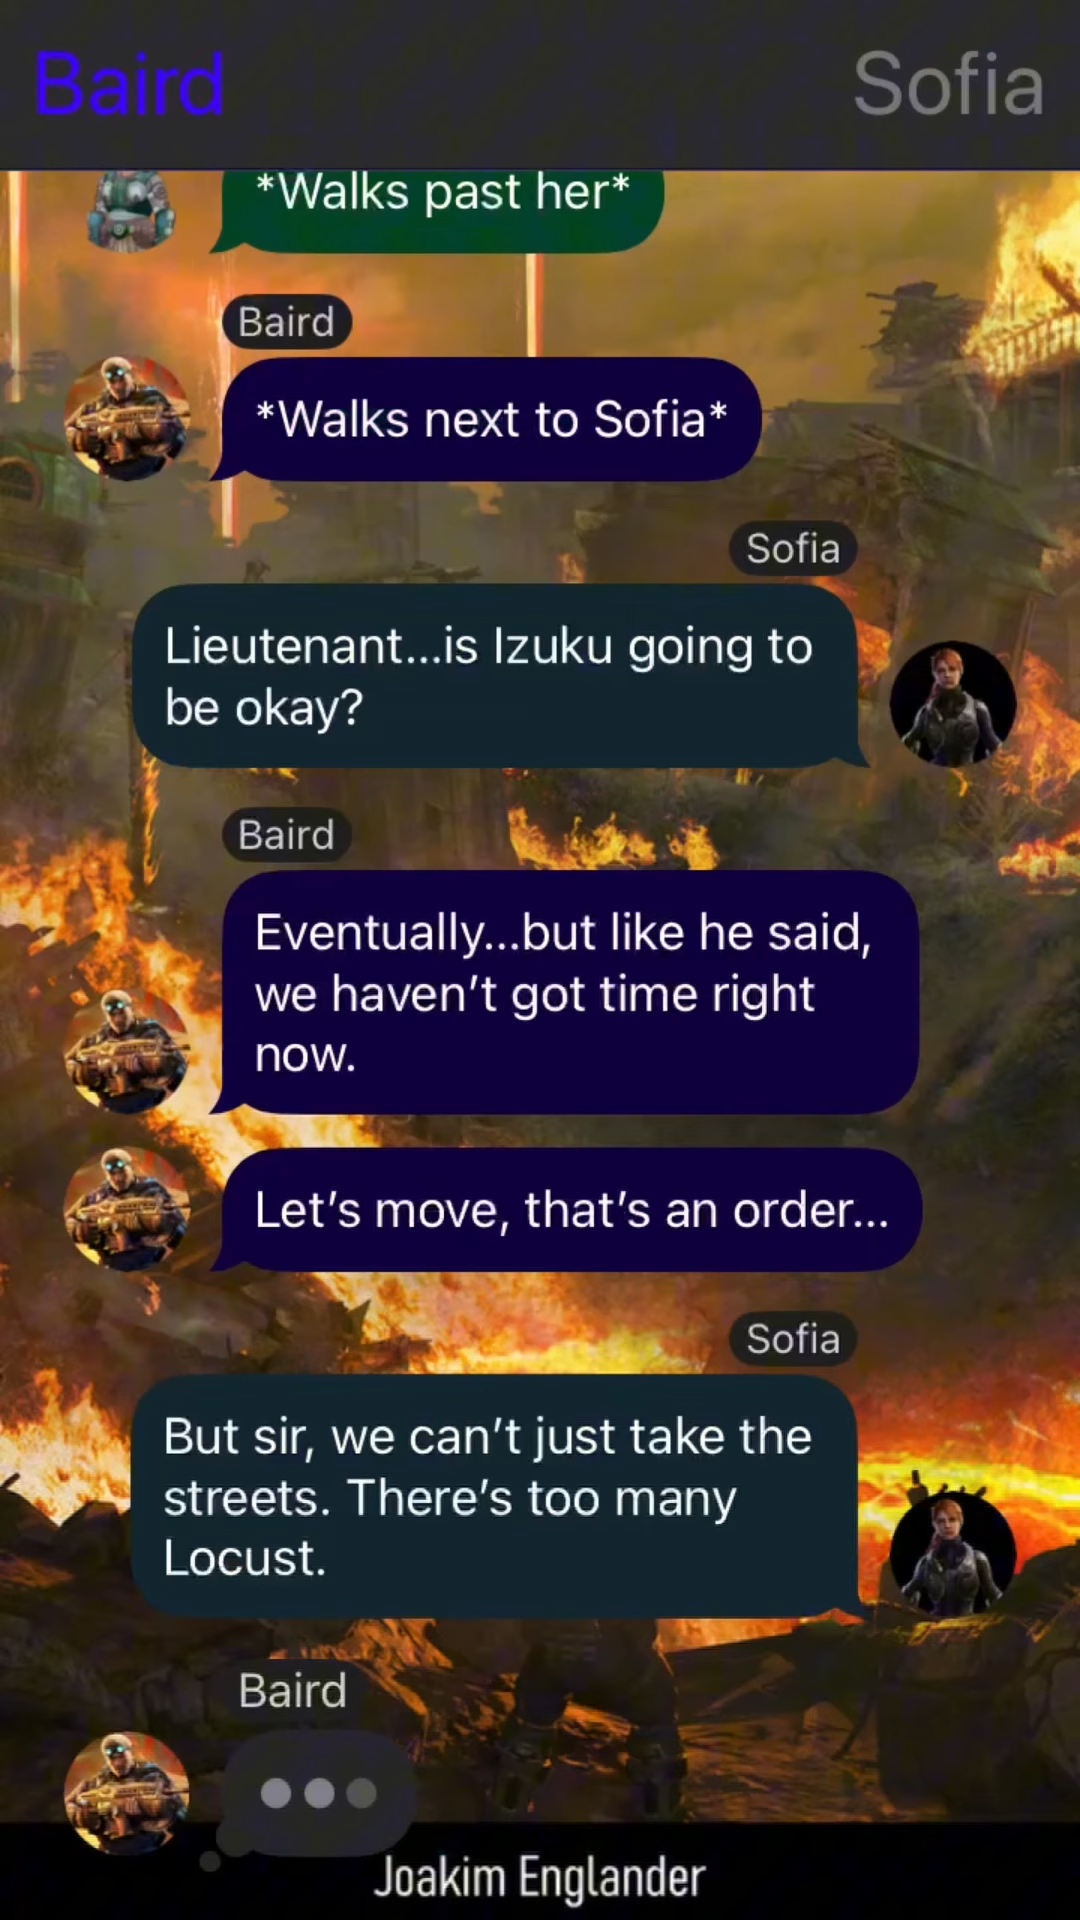 Baird
Sofia
*Walks past her*
Baird
*Walks next to Sofia*
Sofia
Lieutenant...is Izuku going to
be okay?
Baird
Eventually...but like he said,
we haven’t got time right
now.
Let’s move, that’s an order...
Sofia
But sir, we can’t just take the
streets. There’s too many
Locust.
Baird
Joakim Englander